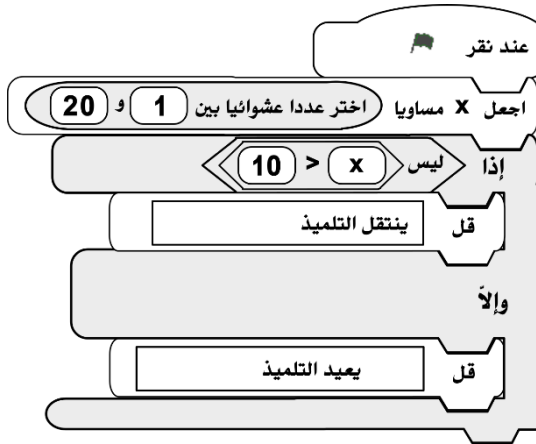 عند نقر
اجعل x مساويا اختر عددا عشوائيا بين 1 و 20
إذا ليس x < 10
قل ينتقل التلميذ
وإلاّ
قل يعيد التلميذ